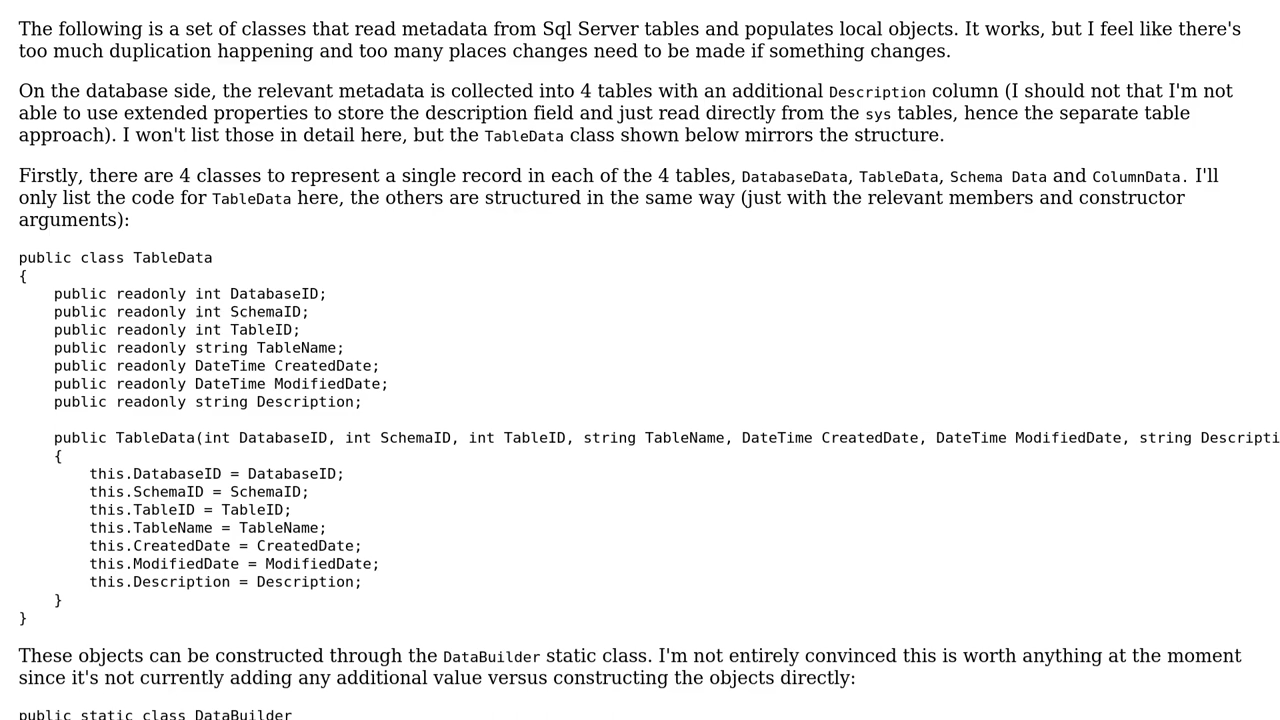 The following is a set of classes that read metadata from Sql Server tables and populates local objects. It works, but I feel like there's
too much duplication happening and too many places changes need to be made if something changes.
On the database side, the relevant metadata is collected into 4 tables with an additional Description column (I should not that I'm not
able to use extended properties to store the description field and just read directly from the sys tables, hence the separate table
approach). I won't list those in detail here, but the TableData class shown below mirrors the structure.
Firstly, there are 4 classes to represent a single record in each of the 4 tables, DatabaseData, TableData, Schema Data and ColumnData. I'll
only list the code for TableData here, the others are structured in the same way (just with the relevant members and constructor
arguments):
public class TableData
{
    public readonly int DatabaseID;
    public readonly int SchemaID;
    public readonly int TableID;
    public readonly string TableName;
    public readonly DateTime CreatedDate;
    public readonly DateTime ModifiedDate;
    public readonly string Description;
    public TableData(int DatabaseID, int SchemaID, int TableID, string TableName, DateTime CreatedDate, DateTime ModifiedDate, string Descripti
    {
        this.DatabaseID = DatabaseID;
        this.SchemaID = SchemaID;
        this.TableID = TableID;
        this.TableName = TableName;
        this.CreatedDate = CreatedDate;
        this.ModifiedDate = ModifiedDate;
        this.Description = Description;
    }
}
These objects can be constructed through the DataBuilder static class. I'm not entirely convinced this is worth anything at the moment
since it's not currently adding any additional value versus constructing the objects directly:
public static class DataBuilder